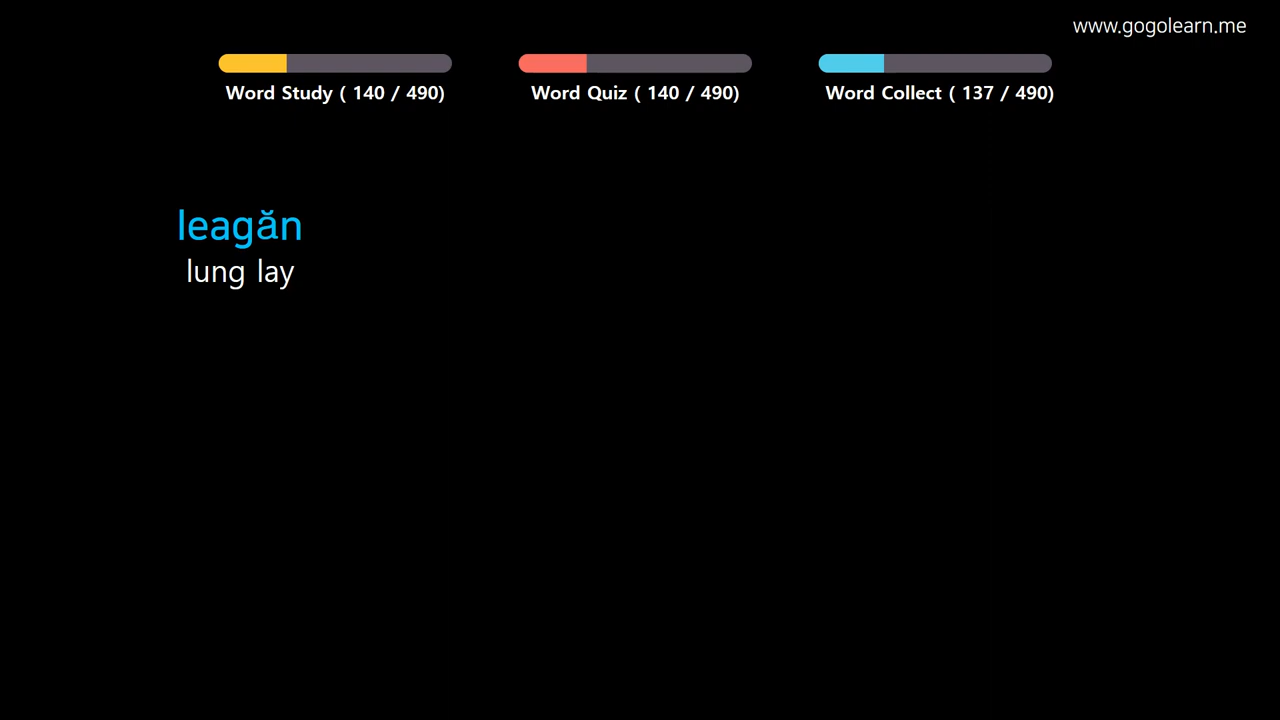 www.gogolearn.me
Word Study ( 140 / 490)
Word Quiz ( 140 / 490)
Word Collect ( 137 / 490)
leagăn
lung lay